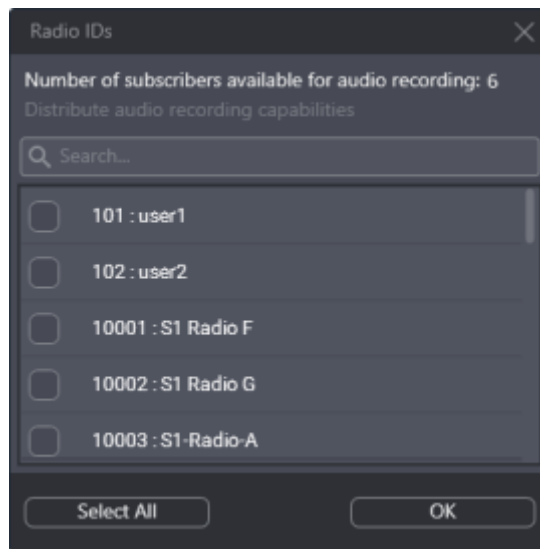 Radio IDs
Number of subscribers available for audio recording: 6
Distribute audio recording capabilities
Search...
101 : user1
102 : user2
10001 : S1 Radio F
10002 : S1 Radio G
10003 : S1-Radio-A
Select All
OK